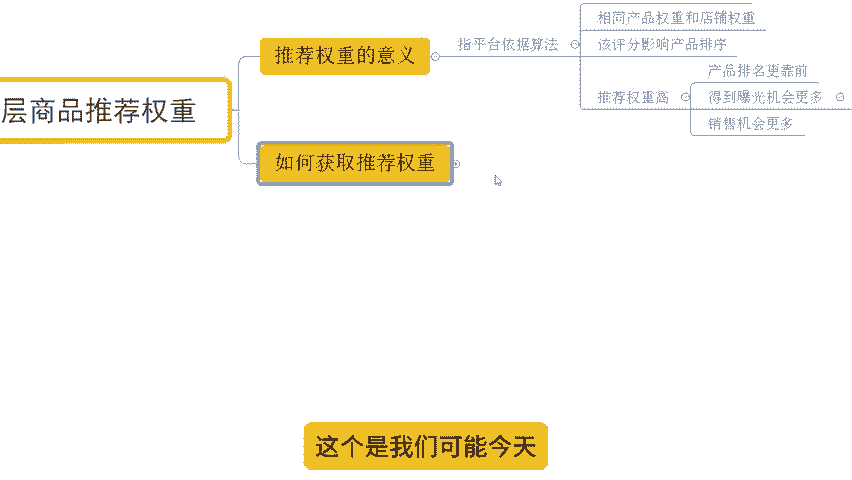 层商品推荐权重
推荐权重的意义
指平台依据算法
相同产品权重和店铺权重
该评分影响产品排序
推荐权重高
产品排名更靠前
得到曝光机会更多
销售机会更多
如何获取推荐权重
这个是我们可能今天